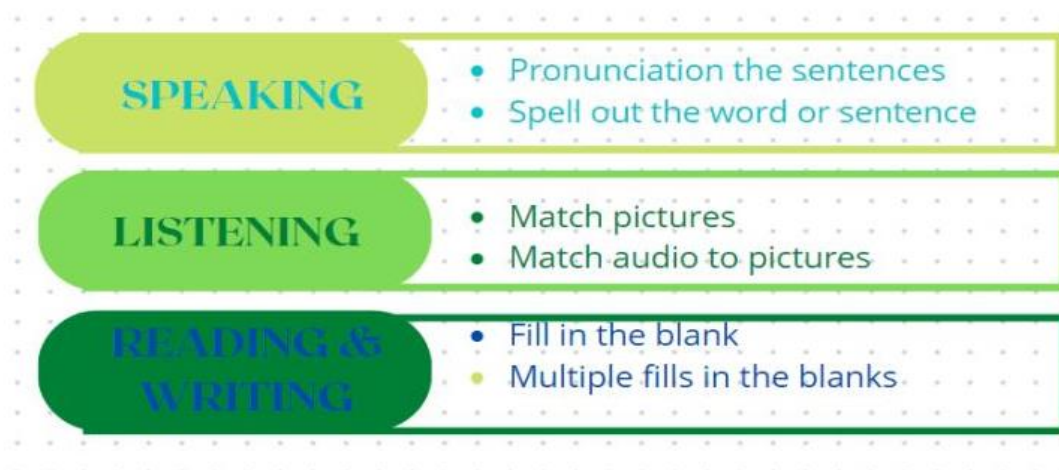 SPEAKING
• Pronunciation the sentences
• Spell out the word or sentence
LISTENING
• Match pictures
• Match audio to pictures
READING &
WRITING
• Fill in the blank
• Multiple fills in the blanks